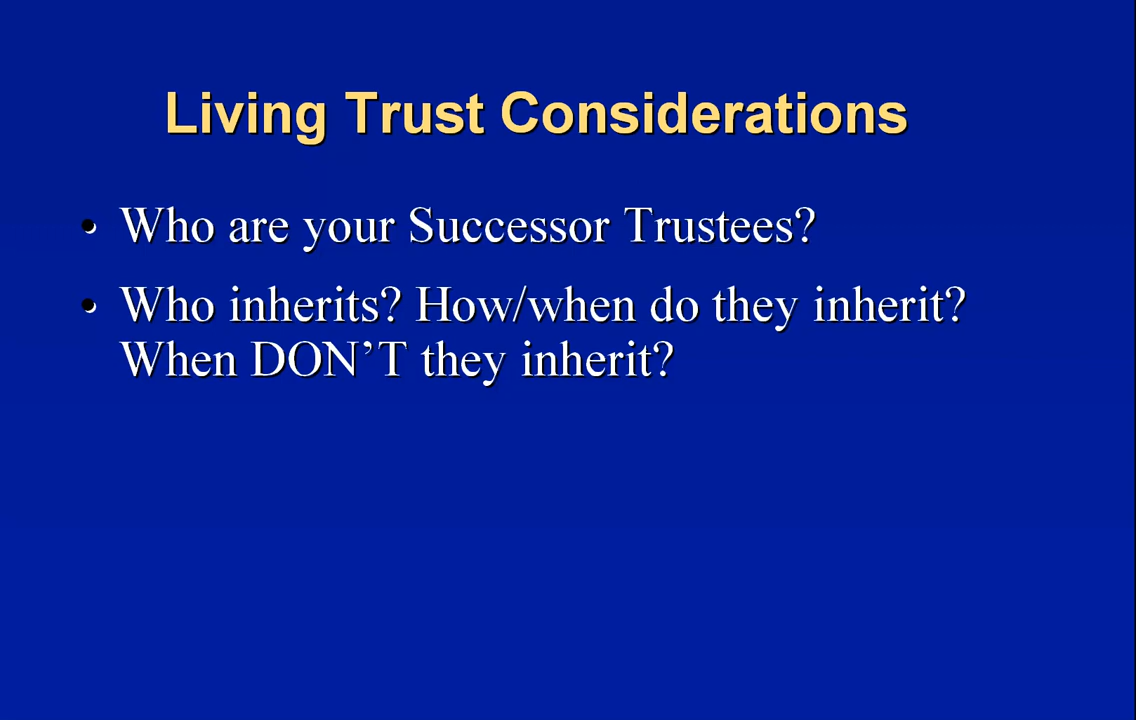 Living Trust Considerations
• Who are your Successor Trustees?
• Who inherits? How/when do they inherit?
When DON’T they inherit?